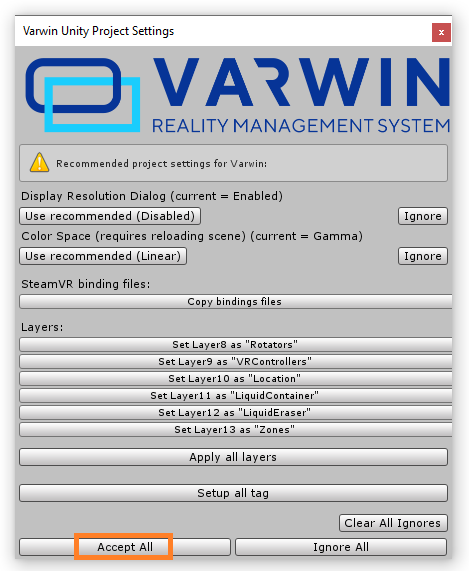 Varwin Unity Project Settings
x
VARWIN
REALITY MANAGEMENT SYSTEM
Recommended project settings for Varwin:
Display Resolution Dialog (current = Enabled)
Use recommended (Disabled) Ignore
Color Space (requires reloading scene) (current = Gamma)
Use recommended (Linear) Ignore
SteamVR binding files:
Copy bindings files
Layers:
Set Layer8 as "Rotators"
Set Layer9 as "VRControllers"
Set Layer10 as "Location"
Set Layer11 as "LiquidContainer"
Set Layer12 as "LiquidEraser"
Set Layer13 as "Zones"
Apply all layers
Setup all tag
Clear All Ignores
Accept All Ignore All